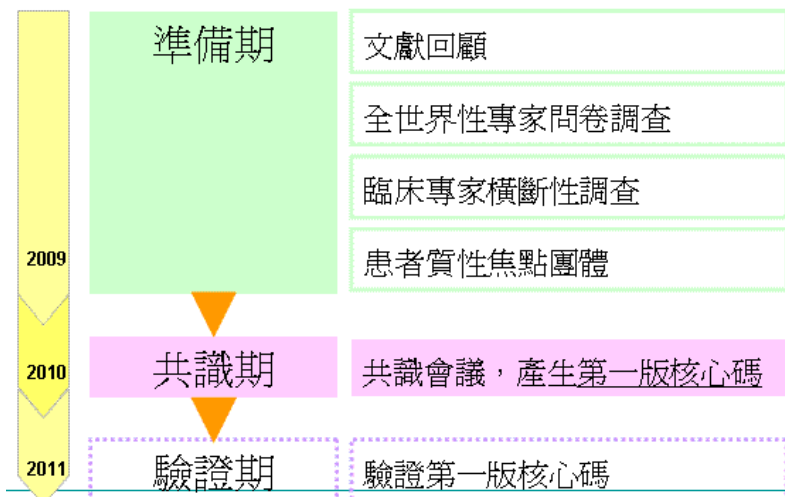 準備期
文獻回顧
全世界性專家問卷調查
臨床專家橫斷性調查
患者質性焦點團體
2009
共識期
共識會議，產生第一版核心碼
2010
驗證期
驗證第一版核心碼
2011